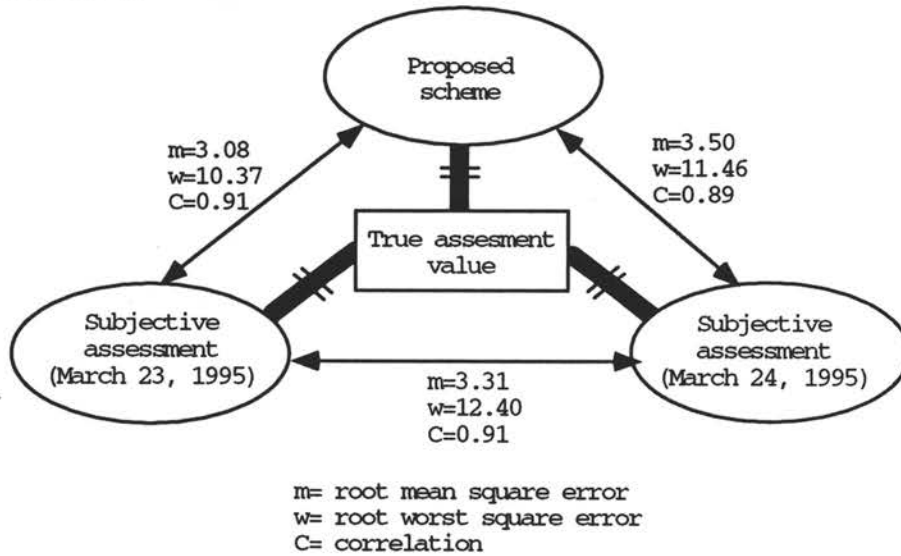 Proposed
scheme
m=3.08
w=10.37
C=0.91
m=3.50
w=11.46
C=0.89
True assesment
value
Subjective
assessment
(March 23, 1995)
Subjective
assessment
(March 24, 1995)
m=3.31
w=12.40
C=0.91
m= root mean square error
w= root worst square error
C= correlation